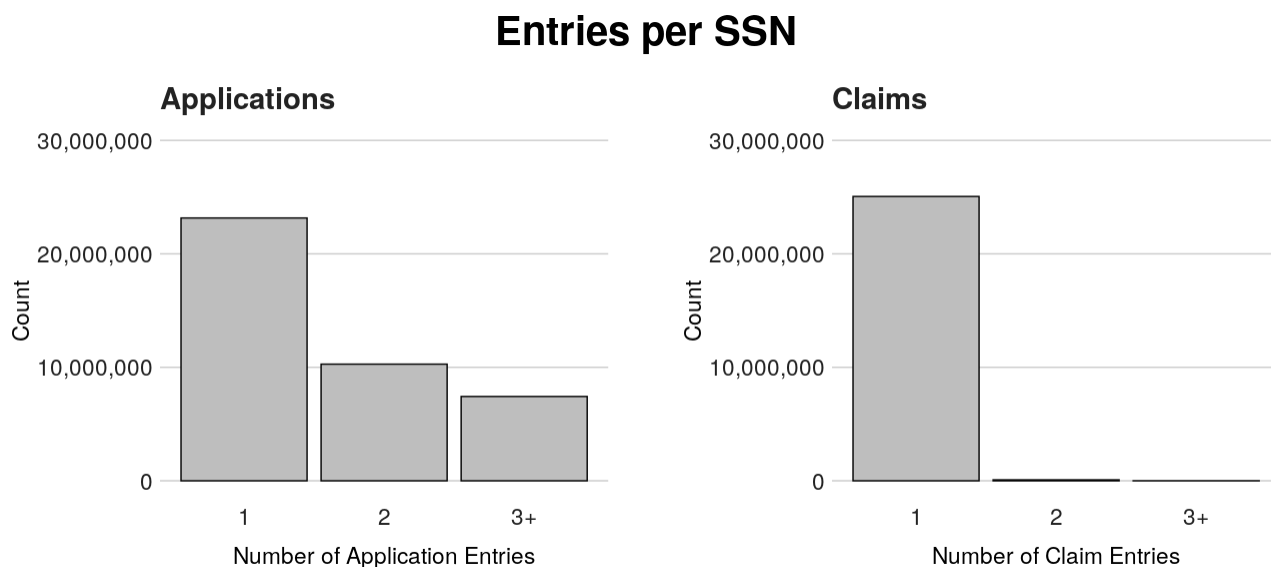 Entries per SSN
Applications
30,000,000
20,000,000
10,000,000
0
Count
1 2 3+
Number of Application Entries
Claims
30,000,000
20,000,000
10,000,000
0
Count
1 2 3+
Number of Claim Entries